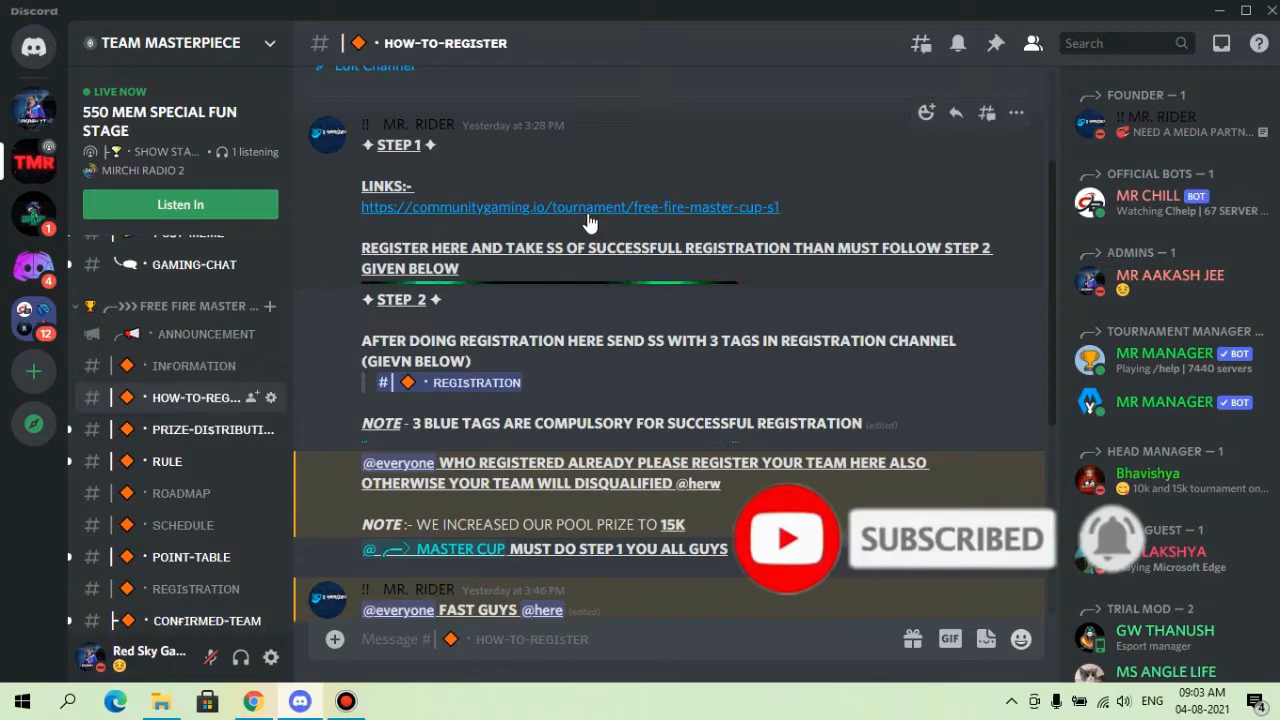 Discord
TEAM MASTERPIECE
LIVE NOW
550 MEM SPECIAL FUN
STAGE
SHOW STA... • 1 listening
MIRCHI RADIO 2
Listen In
GAMING-CHAT
FREE FIRE MASTER ...
ANNOUNCEMENT
INFORMATION
HOW-TO-REG...
PRIZE-DISTRIBUTI...
RULE
ROADMAP
SCHEDULE
POINT-TABLE
REGISTRATION
CONFIRMED-TEAM
Red Sky Ga...
HOW-TO-REGISTER
Search
Edit Channel
!! MR. RIDER Yesterday at 3:28 PM
✦ STEP 1 ✦
LINKS:-
https://communitygaming.io/tournament/free-fire-master-cup-s1
REGISTER HERE AND TAKE SS OF SUCCESSFULL REGISTRATION THAN MUST FOLLOW STEP 2
GIVEN BELOW
✦ STEP 2 ✦
AFTER DOING REGISTRATION HERE SEND SS WITH 3 TAGS IN REGISTRATION CHANNEL
(GIEVN BELOW)
# REGISTRATION
NOTE - 3 BLUE TAGS ARE COMPULSORY FOR SUCCESSFUL REGISTRATION (edited)
@everyone WHO REGISTERED ALREADY PLEASE REGISTER YOUR TEAM HERE ALSO
OTHERWISE YOUR TEAM WILL DISQUALIFIED @herw
NOTE :- WE INCREASED OUR POOL PRIZE TO 15K
@ MASTER CUP MUST DO STEP 1 YOU ALL GUYS
!! MR. RIDER Yesterday at 3:46 PM
@everyone FAST GUYS @here (edited)
Message # HOW-TO-REGISTER
GIF
SUBSCRIBED
FOUNDER — 1
!! MR. RIDER
NEED A MEDIA PARTN...
OFFICIAL BOTS — 1
MR CHILL BOT
Watching C!help | 67 SERVER ...
ADMINS — 1
MR AAKASH JEE
TOURNAMENT MANAGER ...
MR MANAGER ✓ BOT
Playing /help | 7440 servers
MR MANAGER ✓ BOT
HEAD MANAGER — 1
Bhavishya
10k and 15k tournament on...
GUEST — 1
LAKSHYA
Playing Microsoft Edge
TRIAL MOD — 2
GW THANUSH
Esport manager
MS ANGLE LIFE
TMR
1
4
12
ENG
09:03 AM
04-08-2021
4